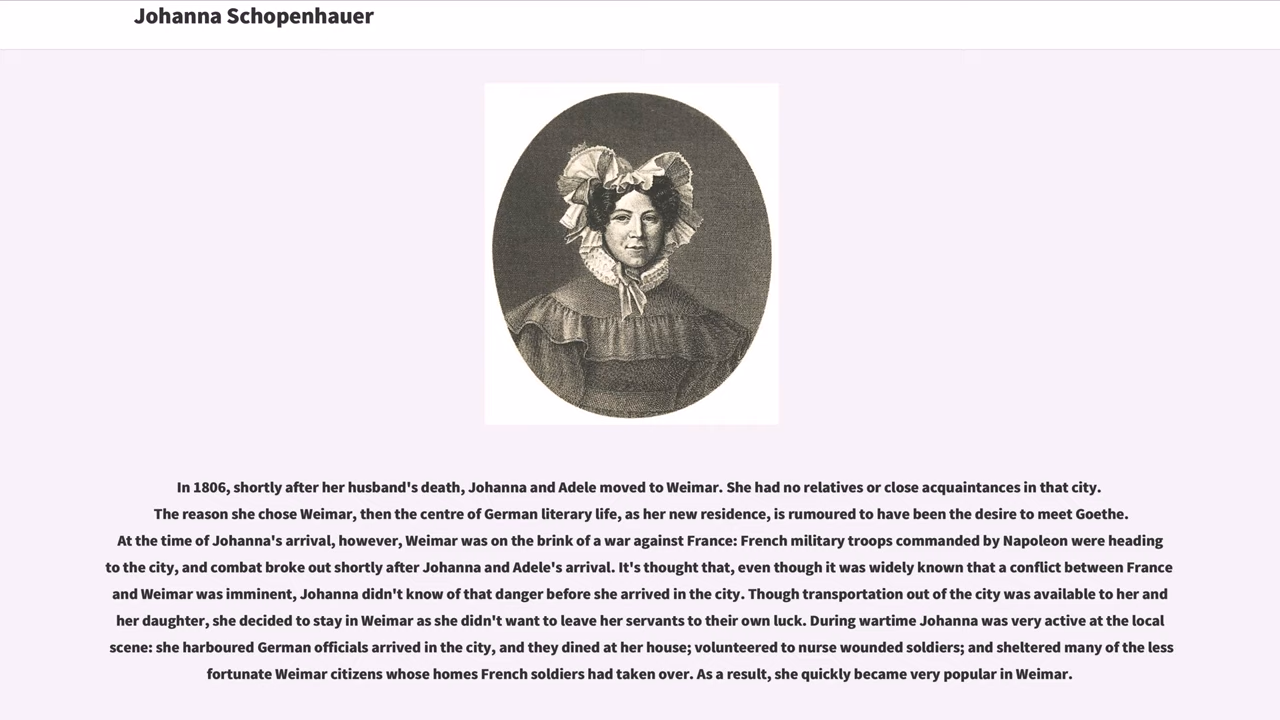 Johanna Schopenhauer
In 1806, shortly after her husband's death, Johanna and Adele moved to Weimar. She had no relatives or close acquaintances in that city.
The reason she chose Weimar, then the centre of German literary life, as her new residence, is rumoured to have been the desire to meet Goethe.
At the time of Johanna's arrival, however, Weimar was on the brink of a war against France: French military troops commanded by Napoleon were heading
to the city, and combat broke out shortly after Johanna and Adele's arrival. It's thought that, even though it was widely known that a conflict between France
and Weimar was imminent, Johanna didn't know of that danger before she arrived in the city. Though transportation out of the city was available to her and
her daughter, she decided to stay in Weimar as she didn't want to leave her servants to their own luck. During wartime Johanna was very active at the local
scene: she harboured German officials arrived in the city, and they dined at her house; volunteered to nurse wounded soldiers; and sheltered many of the less
fortunate Weimar citizens whose homes French soldiers had taken over. As a result, she quickly became very popular in Weimar.